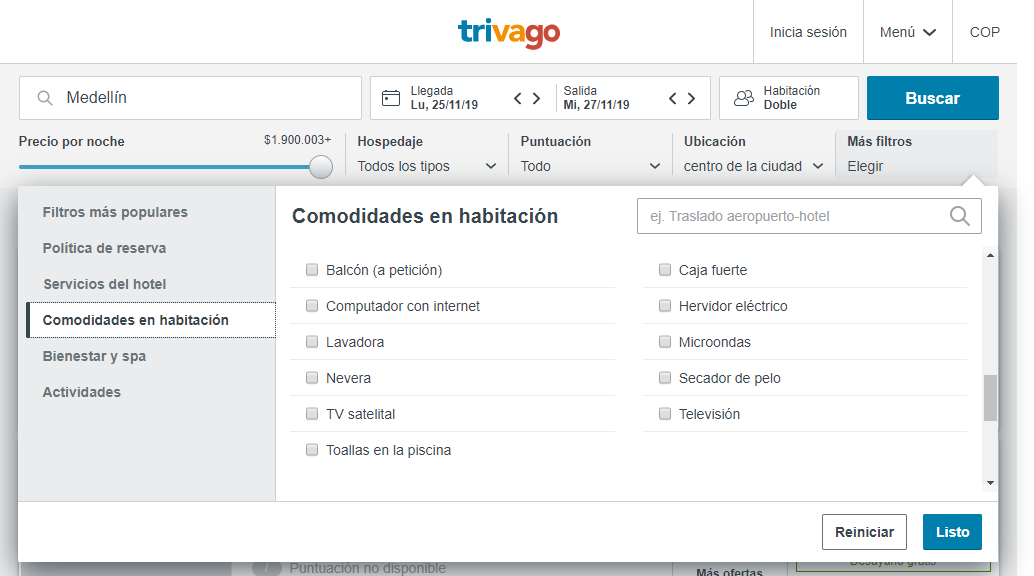 trivago
Inicia sesión
Menú
COP
Medellín
Llegada
Lu, 25/11/19
Salida
Mi, 27/11/19
Habitación
Doble
Buscar
Precio por noche
$1.900.003+
Hospedaje
Todos los tipos
Puntuación
Todo
Ubicación
centro de la ciudad
Más filtros
Elegir
Filtros más populares
Política de reserva
Servicios del hotel
Comodidades en habitación
Bienestar y spa
Actividades
Comodidades en habitación
ej. Traslado aeropuerto-hotel
Balcón (a petición)
Caja fuerte
Computador con internet
Hervidor eléctrico
Lavadora
Microondas
Nevera
Secador de pelo
TV satelital
Televisión
Toallas en la piscina
Reiniciar
Listo
Puntuación no disponible
Más ofertas
Desayuno gratis